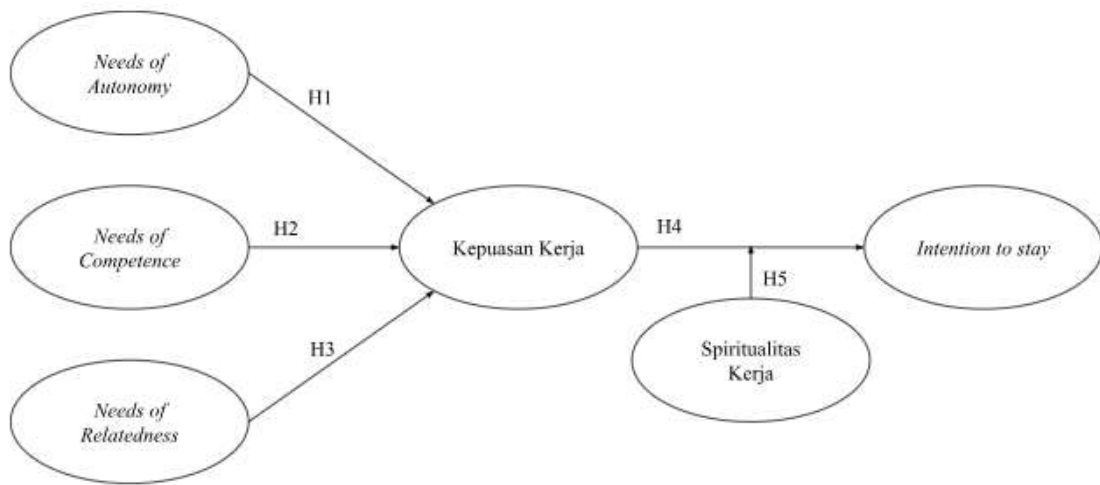 Needs of
Autonomy
H1
Needs of
Competence
H2
Kepuasan Kerja
H4
Intention to stay
H5
Spiritualitas
Kerja
H3
Needs of
Relatedness